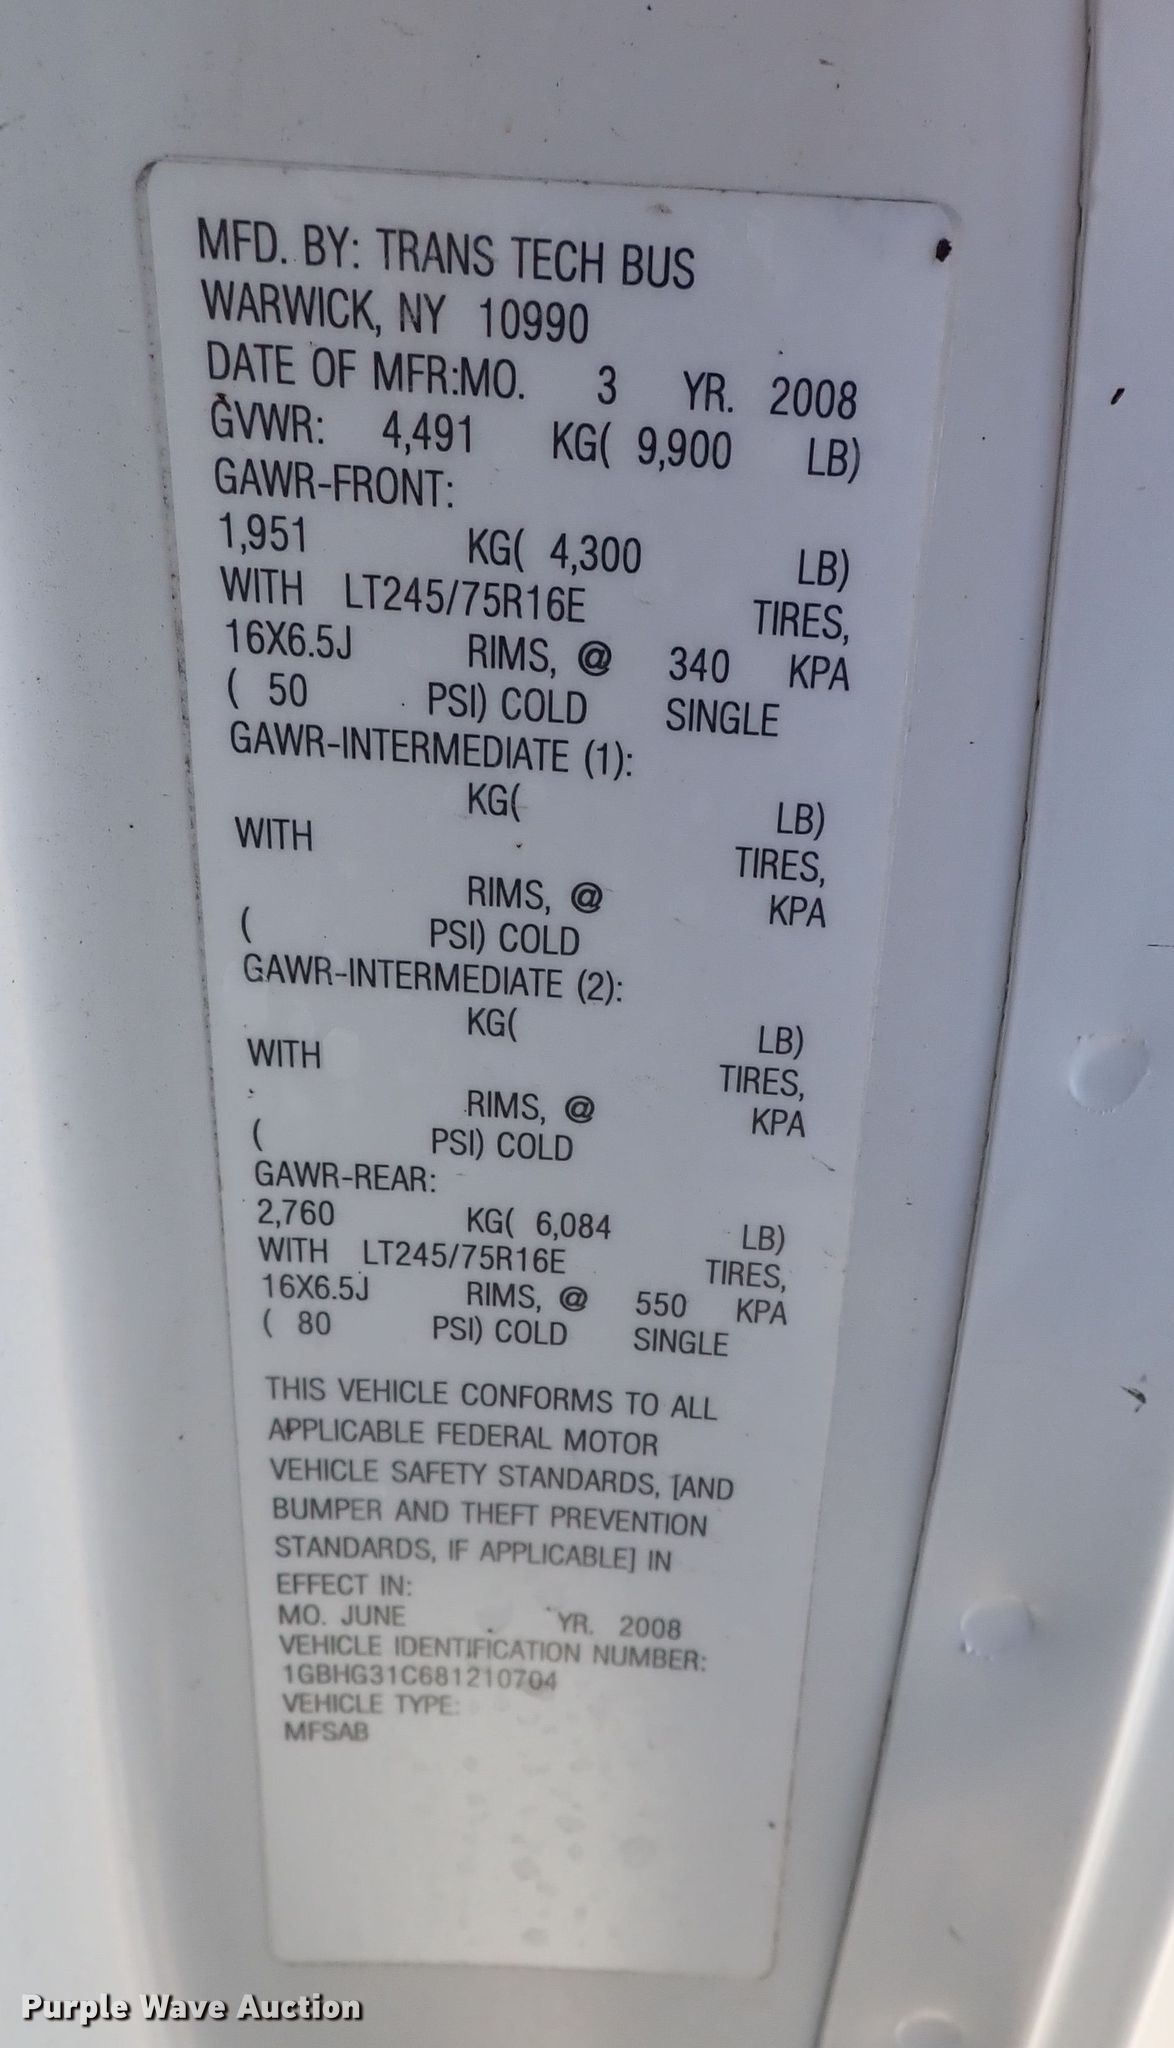 MFD. BY: TRANS TECH BUS
WARWICK, NY 10990
DATE OF MFR:MO. 3 YR. 2008
GVWR: 4,491 KG( 9,900 LB)
GAWR-FRONT:
1,951 KG( 4,300 LB)
WITH LT245/75R16E TIRES,
16X6.5J RIMS, @ 340 KPA
( 50 PSI) COLD SINGLE
GAWR-INTERMEDIATE (1):
KG( LB)
WITH TIRES,
RIMS, @ KPA
( PSI) COLD
GAWR-INTERMEDIATE (2):
KG( LB)
WITH TIRES,
RIMS, @ KPA
( PSI) COLD
GAWR-REAR:
2,760 KG( 6,084 LB)
WITH LT245/75R16E TIRES,
16X6.5J RIMS, @ 550 KPA
( 80 PSI) COLD SINGLE
THIS VEHICLE CONFORMS TO ALL
APPLICABLE FEDERAL MOTOR
VEHICLE SAFETY STANDARDS, [AND
BUMPER AND THEFT PREVENTION
STANDARDS, IF APPLICABLE] IN
EFFECT IN:
MO. JUNE YR. 2008
VEHICLE IDENTIFICATION NUMBER:
1GBHG31C681210704
VEHICLE TYPE:
MFSAB
Purple Wave Auction